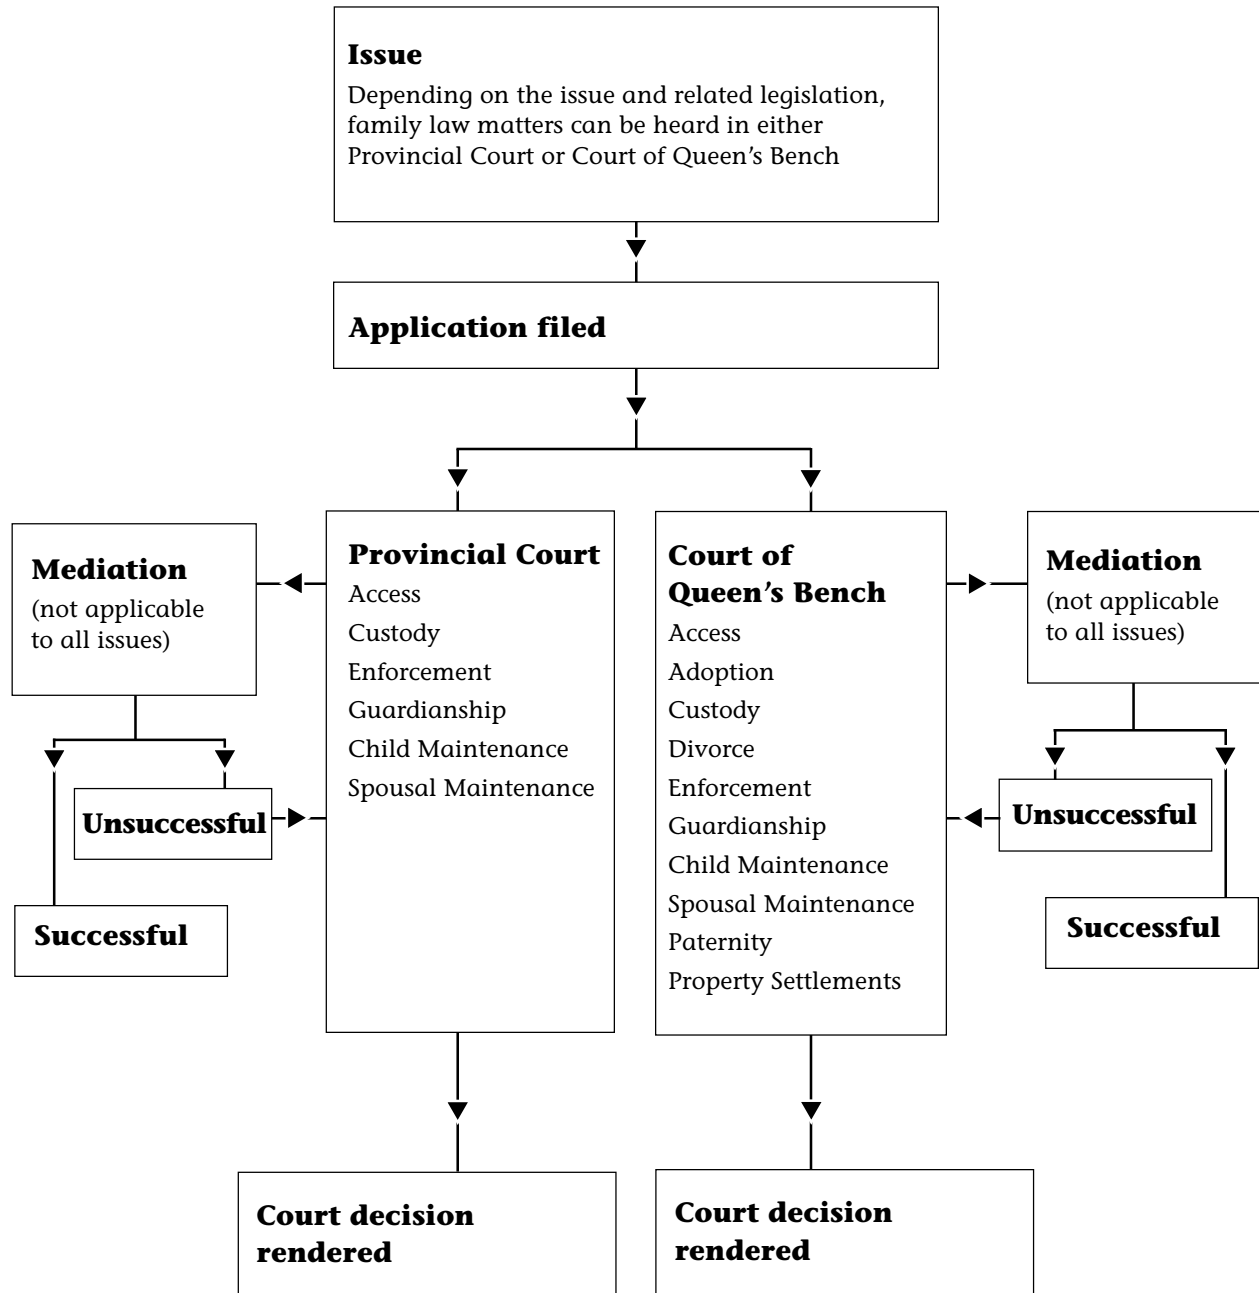 Issue
Depending on the issue and related legislation,
family law matters can be heard in either
Provincial Court or Court of Queen’s Bench
Application filed
Mediation
(not applicable
to all issues)
Unsuccessful
Successful
Provincial Court
Access
Custody
Enforcement
Guardianship
Child Maintenance
Spousal Maintenance
Court of
Queen’s Bench
Access
Adoption
Custody
Divorce
Enforcement
Guardianship
Child Maintenance
Spousal Maintenance
Paternity
Property Settlements
Mediation
(not applicable
to all issues)
Unsuccessful
Successful
Court decision
rendered
Court decision
rendered